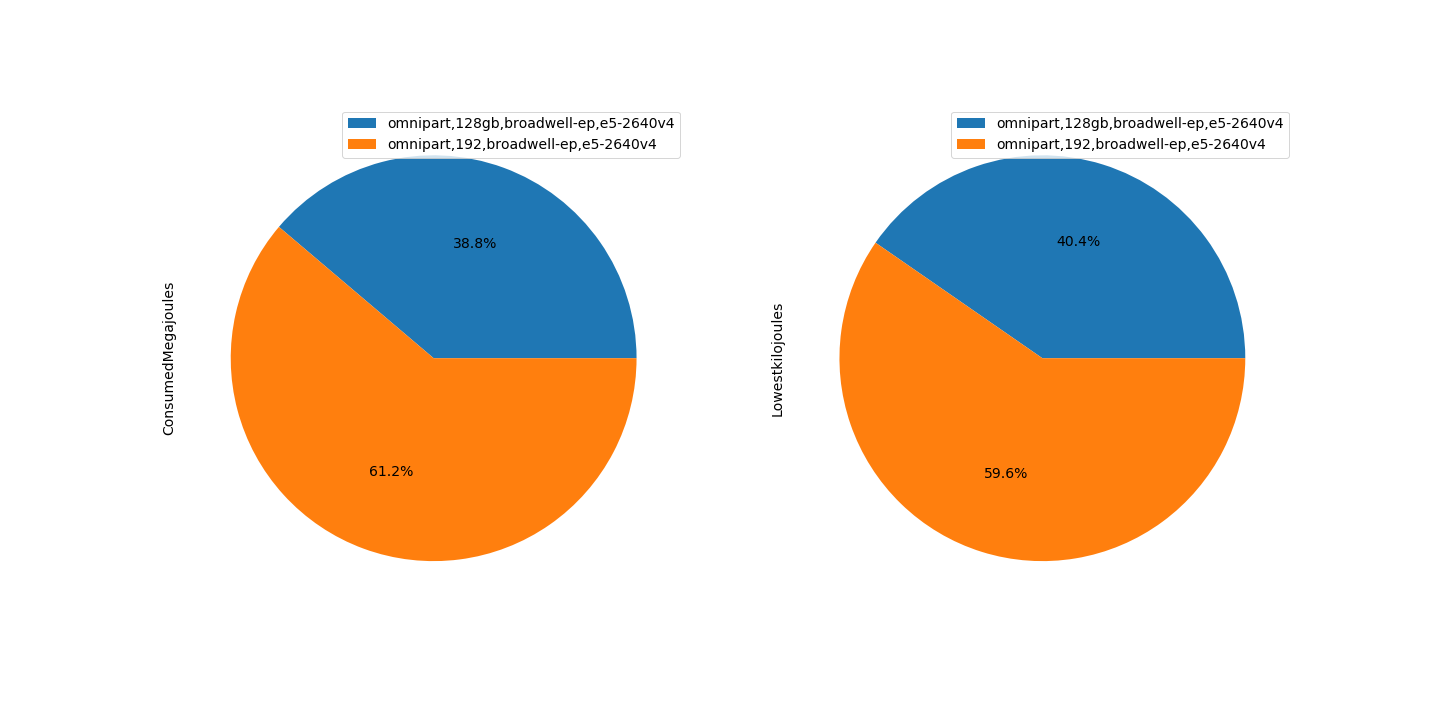 omnipart,128gb,broadwell-ep,e5-2640v4
omnipart,192,broadwell-ep,e5-2640v4
38.8%
61.2%
ConsumedMegajoules
omnipart,128gb,broadwell-ep,e5-2640v4
omnipart,192,broadwell-ep,e5-2640v4
40.4%
59.6%
Lowestkilojoules